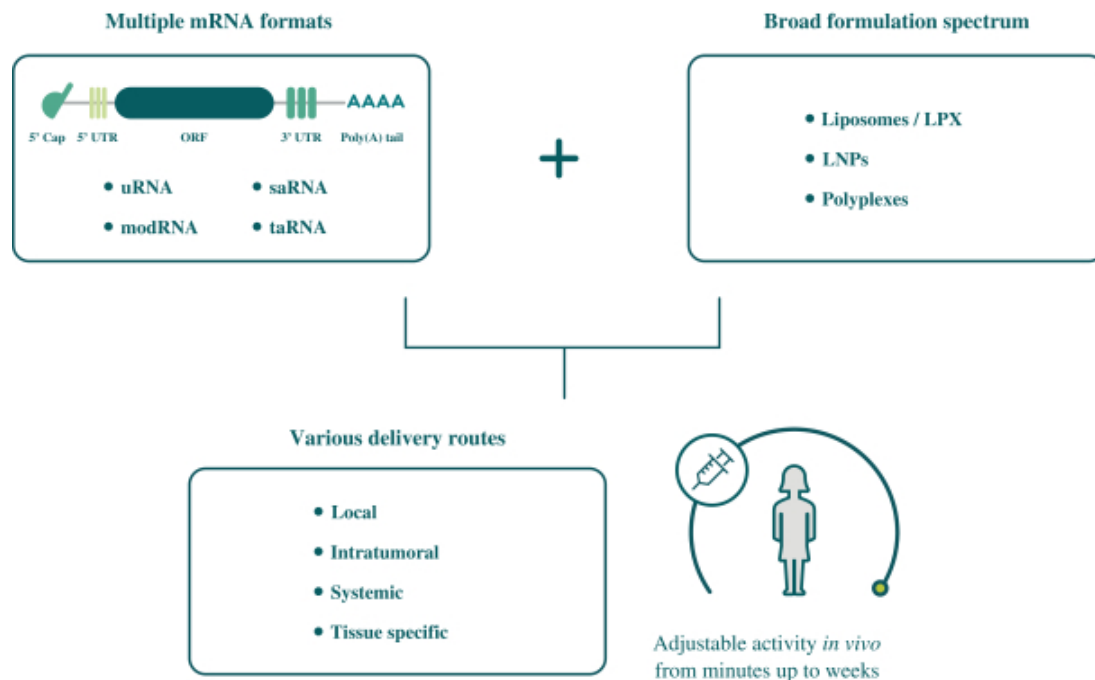 Multiple mRNA formats
Broad formulation spectrum
AAAA
5’ Cap 5’ UTR ORF 3’ UTR Poly(A) tail
• uRNA • saRNA
• modRNA • taRNA
+
• Liposomes / LPX
• LNPs
• Polyplexes
Various delivery routes
• Local
• Intratumoral
• Systemic
• Tissue specific
Adjustable activity in vivo
from minutes up to weeks